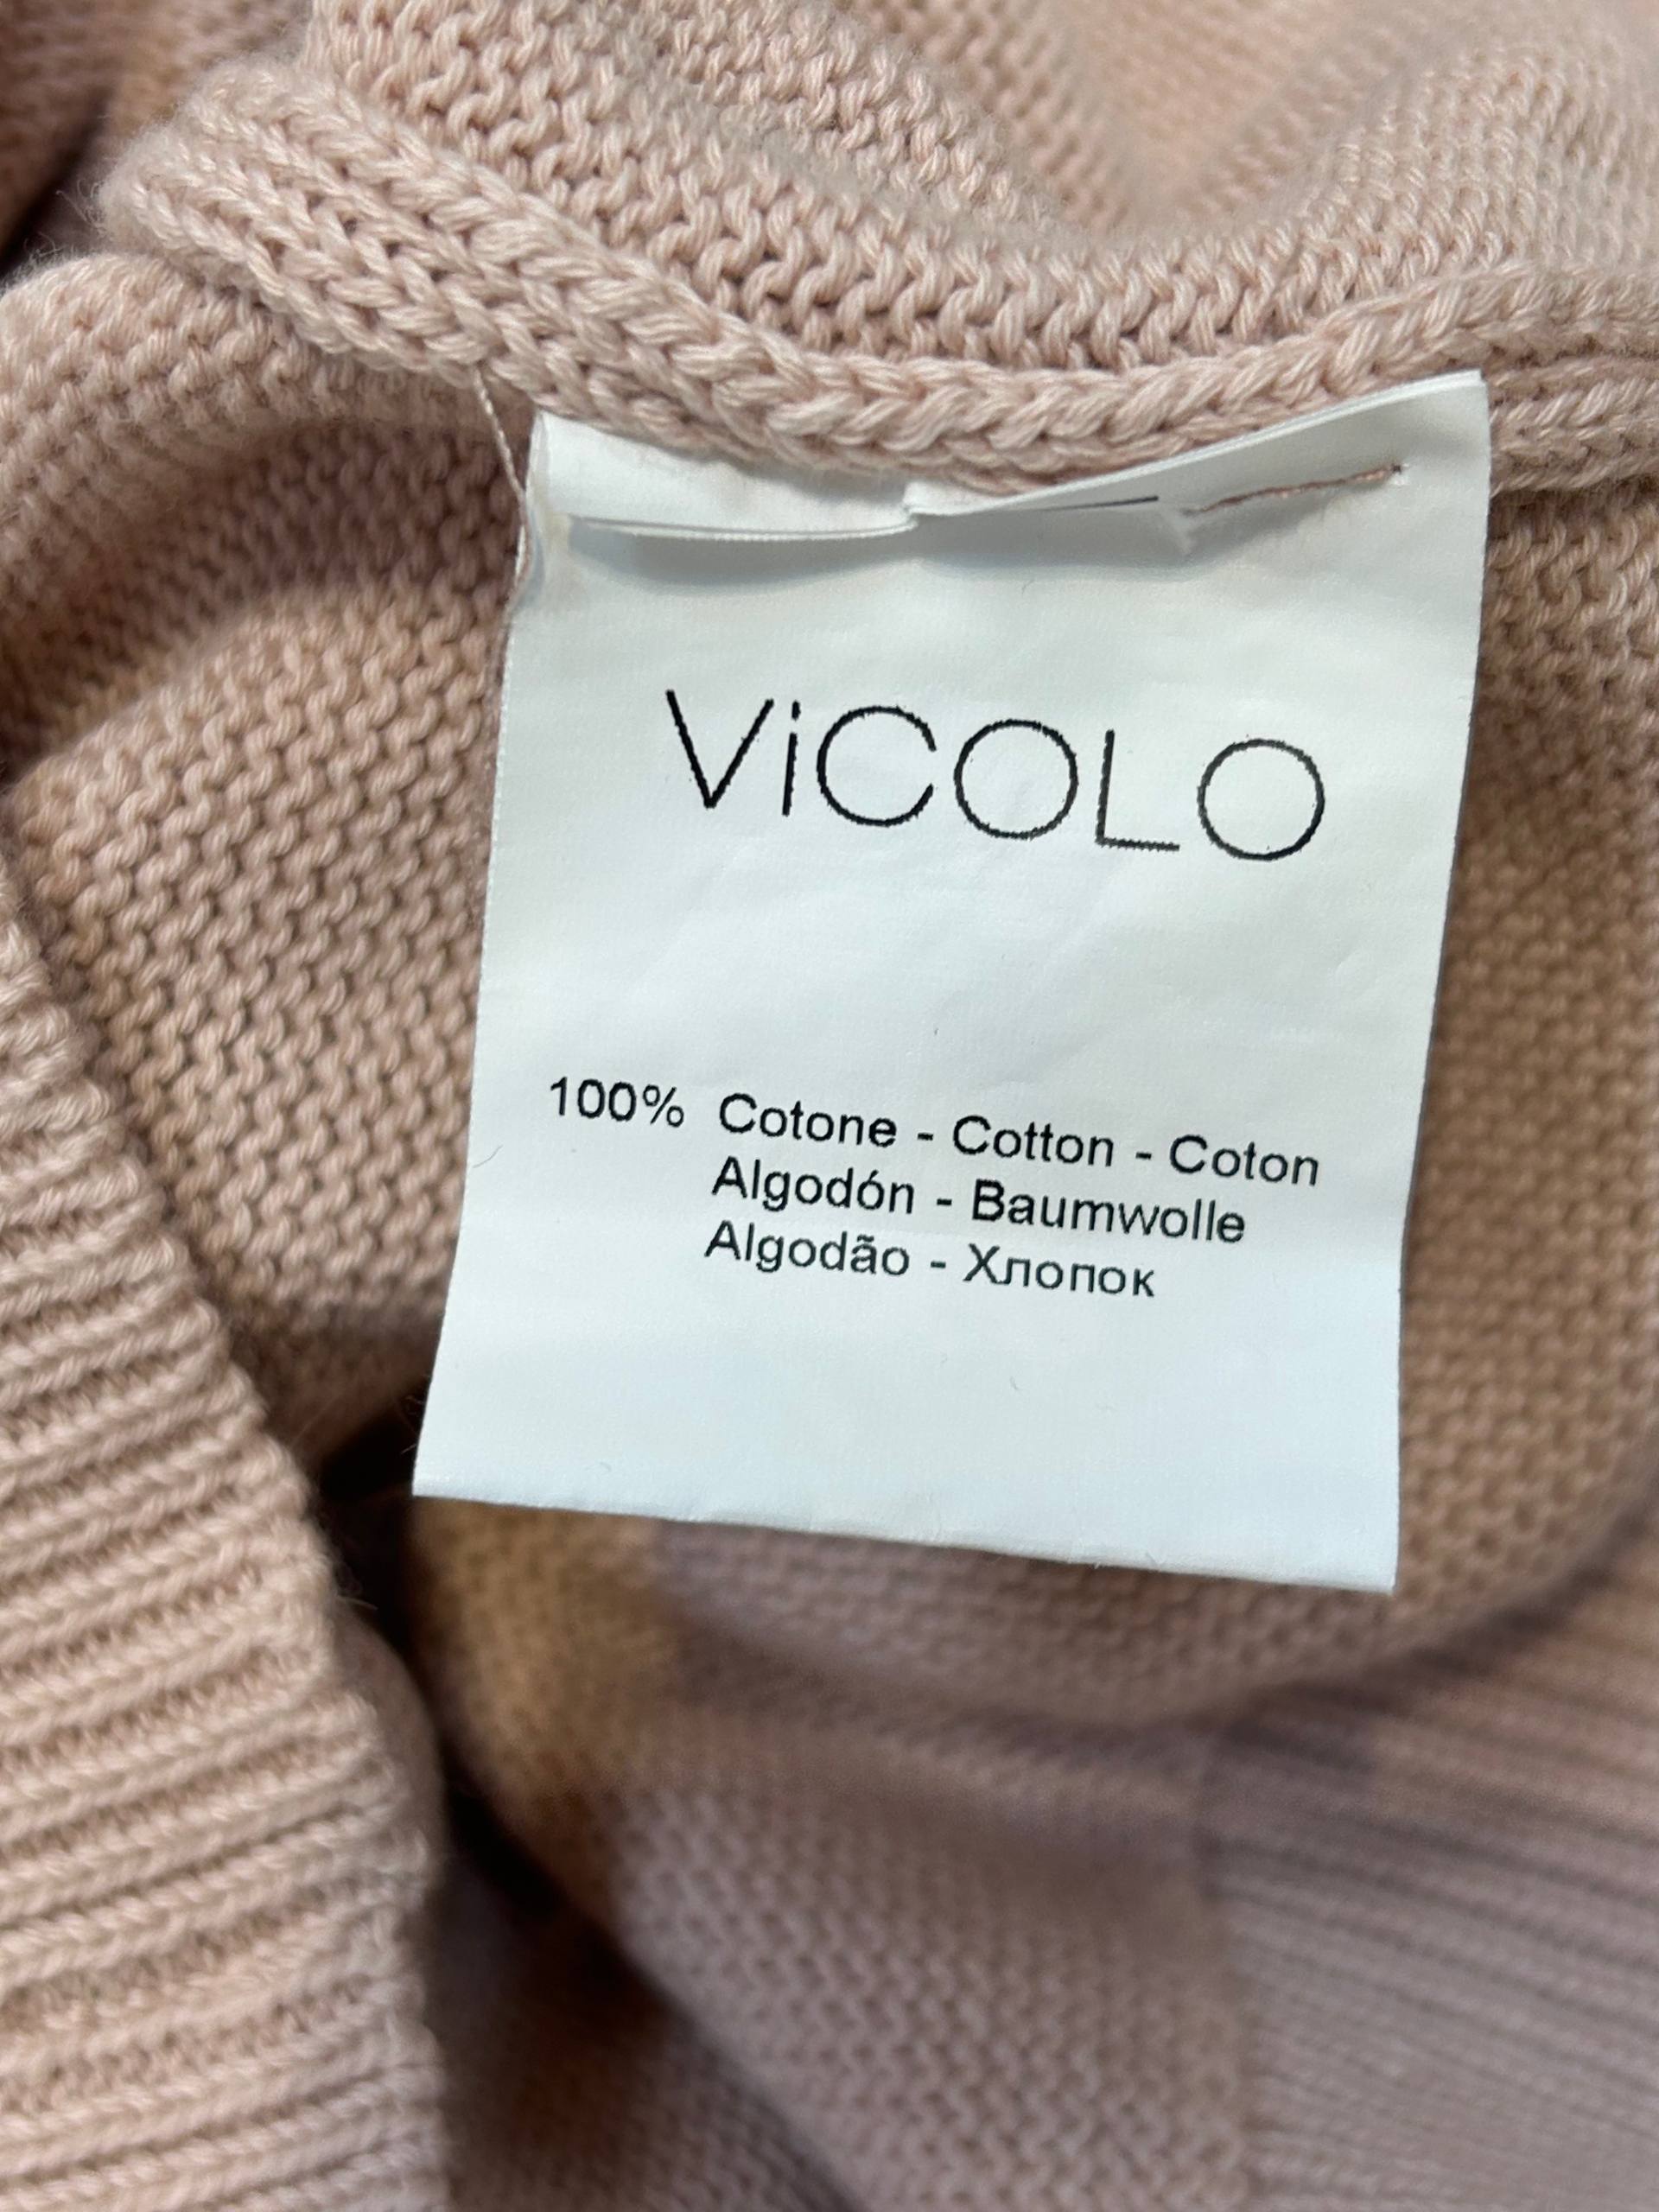 ViCOLO
100% Cotone - Cotton - Coton
Algodón - Baumwolle
Algodão - Хлопок